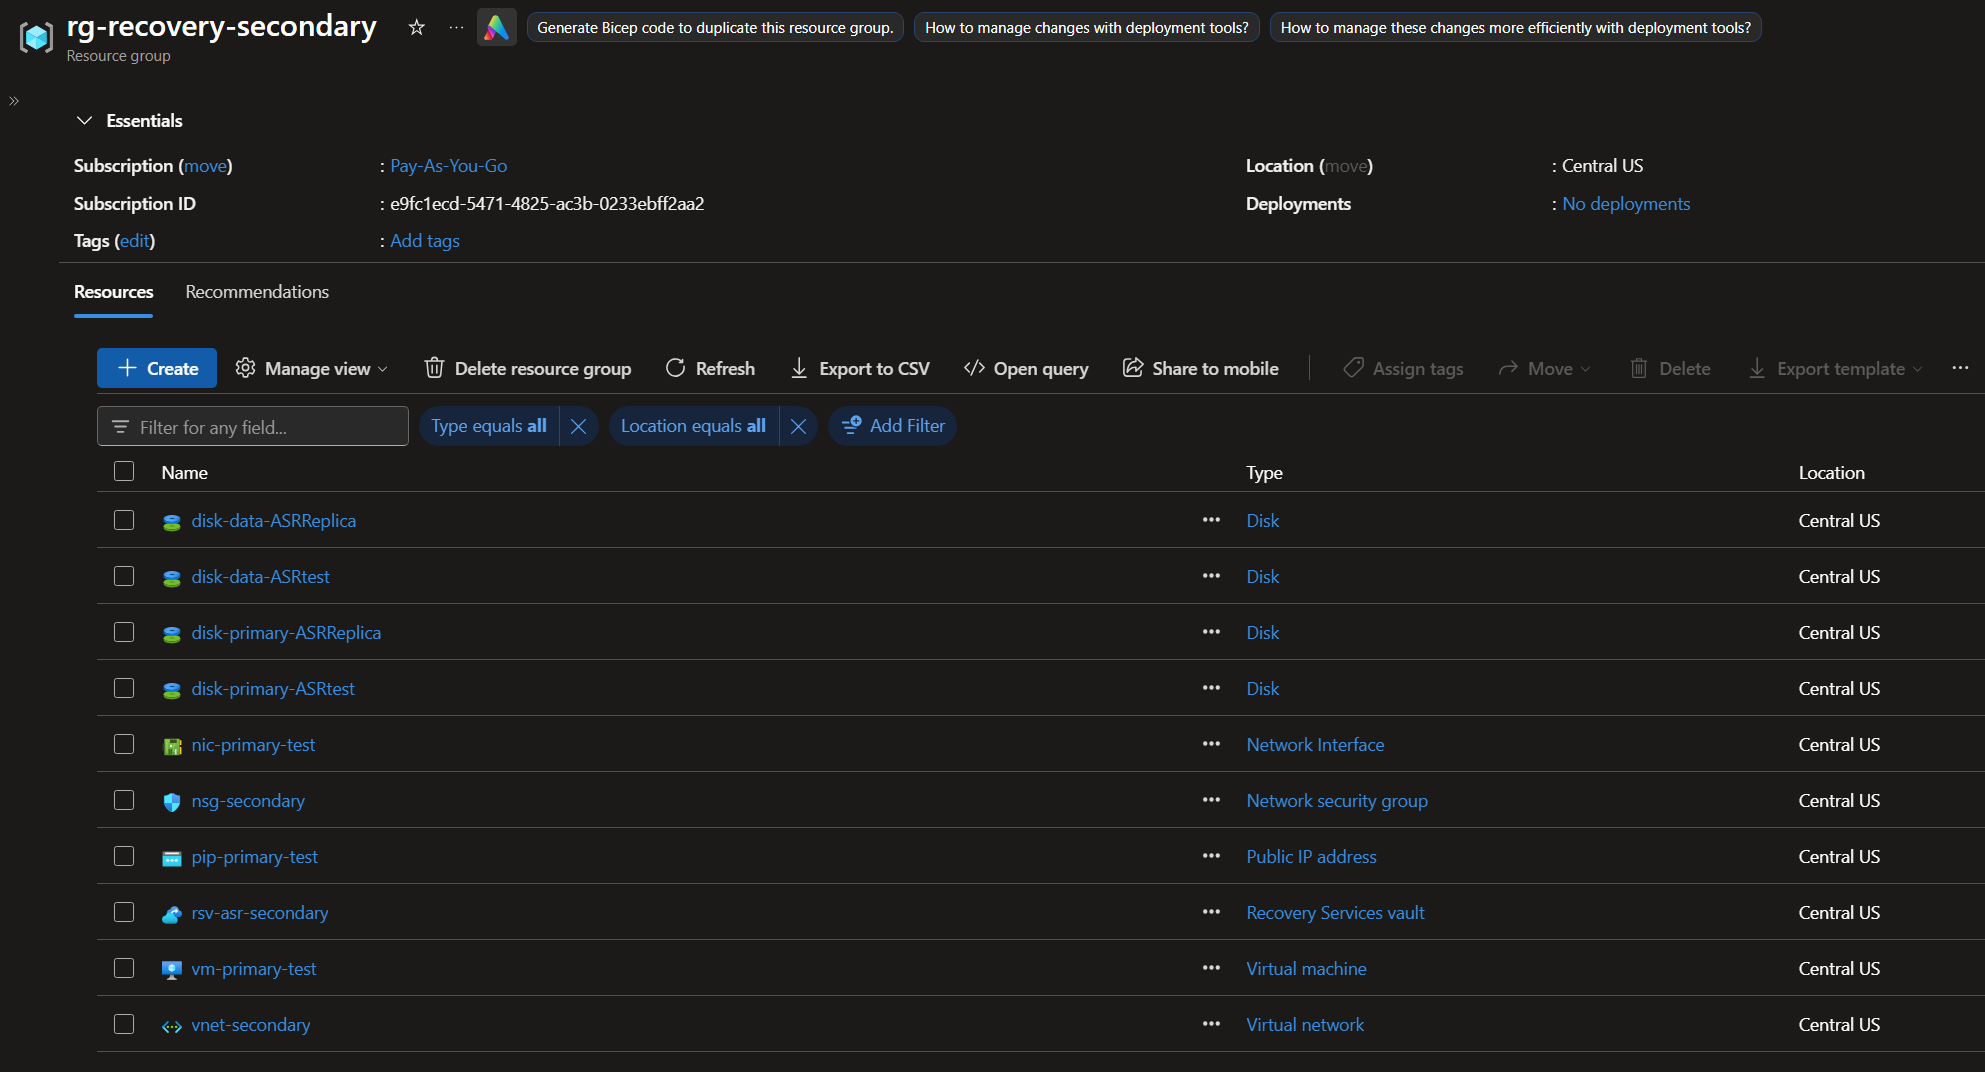 rg-recovery-secondary
Generate Bicep code to duplicate this resource group.
How to manage changes with deployment tools?
How to manage these changes more efficiently with deployment tools?
Resource group
Essentials
Subscription (move) : Pay-As-You-Go
Location (move) : Central US
Subscription ID : e9fc1ecd-5471-4825-ac3b-0233ebff2aa2
Deployments : No deployments
Tags (edit) : Add tags
Resources Recommendations
Create Manage view Delete resource group Refresh Export to CSV Open query Share to mobile Assign tags Move Delete Export template
Filter for any field... Type equals all Location equals all Add Filter
Name Type Location
disk-data-ASRReplica Disk Central US
disk-data-ASRtest Disk Central US
disk-primary-ASRReplica Disk Central US
disk-primary-ASRtest Disk Central US
nic-primary-test Network Interface Central US
nsg-secondary Network security group Central US
pip-primary-test Public IP address Central US
rsv-asr-secondary Recovery Services vault Central US
vm-primary-test Virtual machine Central US
vnet-secondary Virtual network Central US